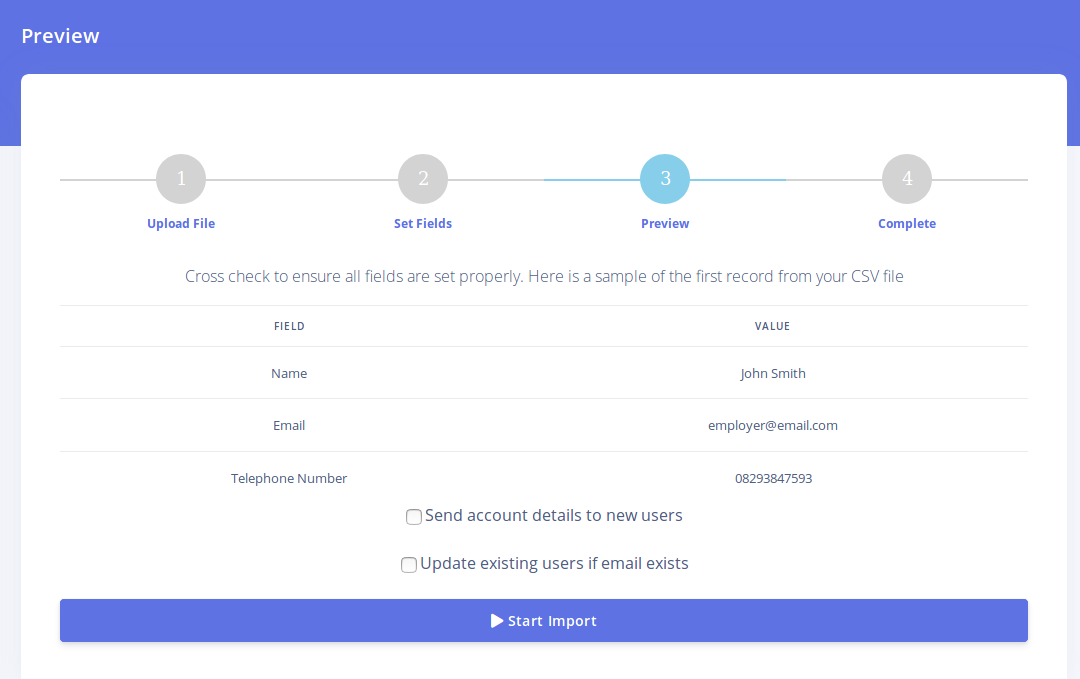 Preview
1 2 3 4
Upload File Set Fields Preview Complete
Cross check to ensure all fields are set properly. Here is a sample of the first record from your CSV file
FIELD VALUE
Name John Smith
Email employer@email.com
Telephone Number 08293847593
Send account details to new users
Update existing users if email exists
Start Import